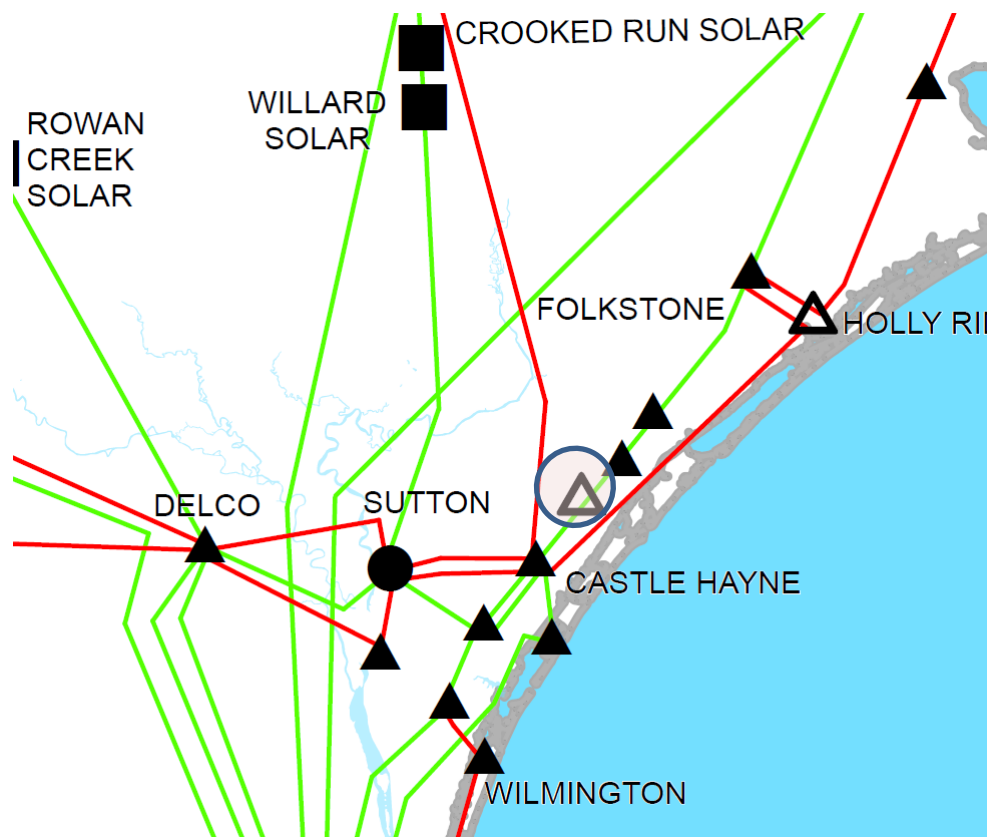 CROOKED RUN SOLAR
WILLARD
SOLAR
ROWAN
CREEK
SOLAR
FOLKSTONE
HOLLY RI
DELCO
SUTTON
CASTLE HAYNE
WILMINGTON